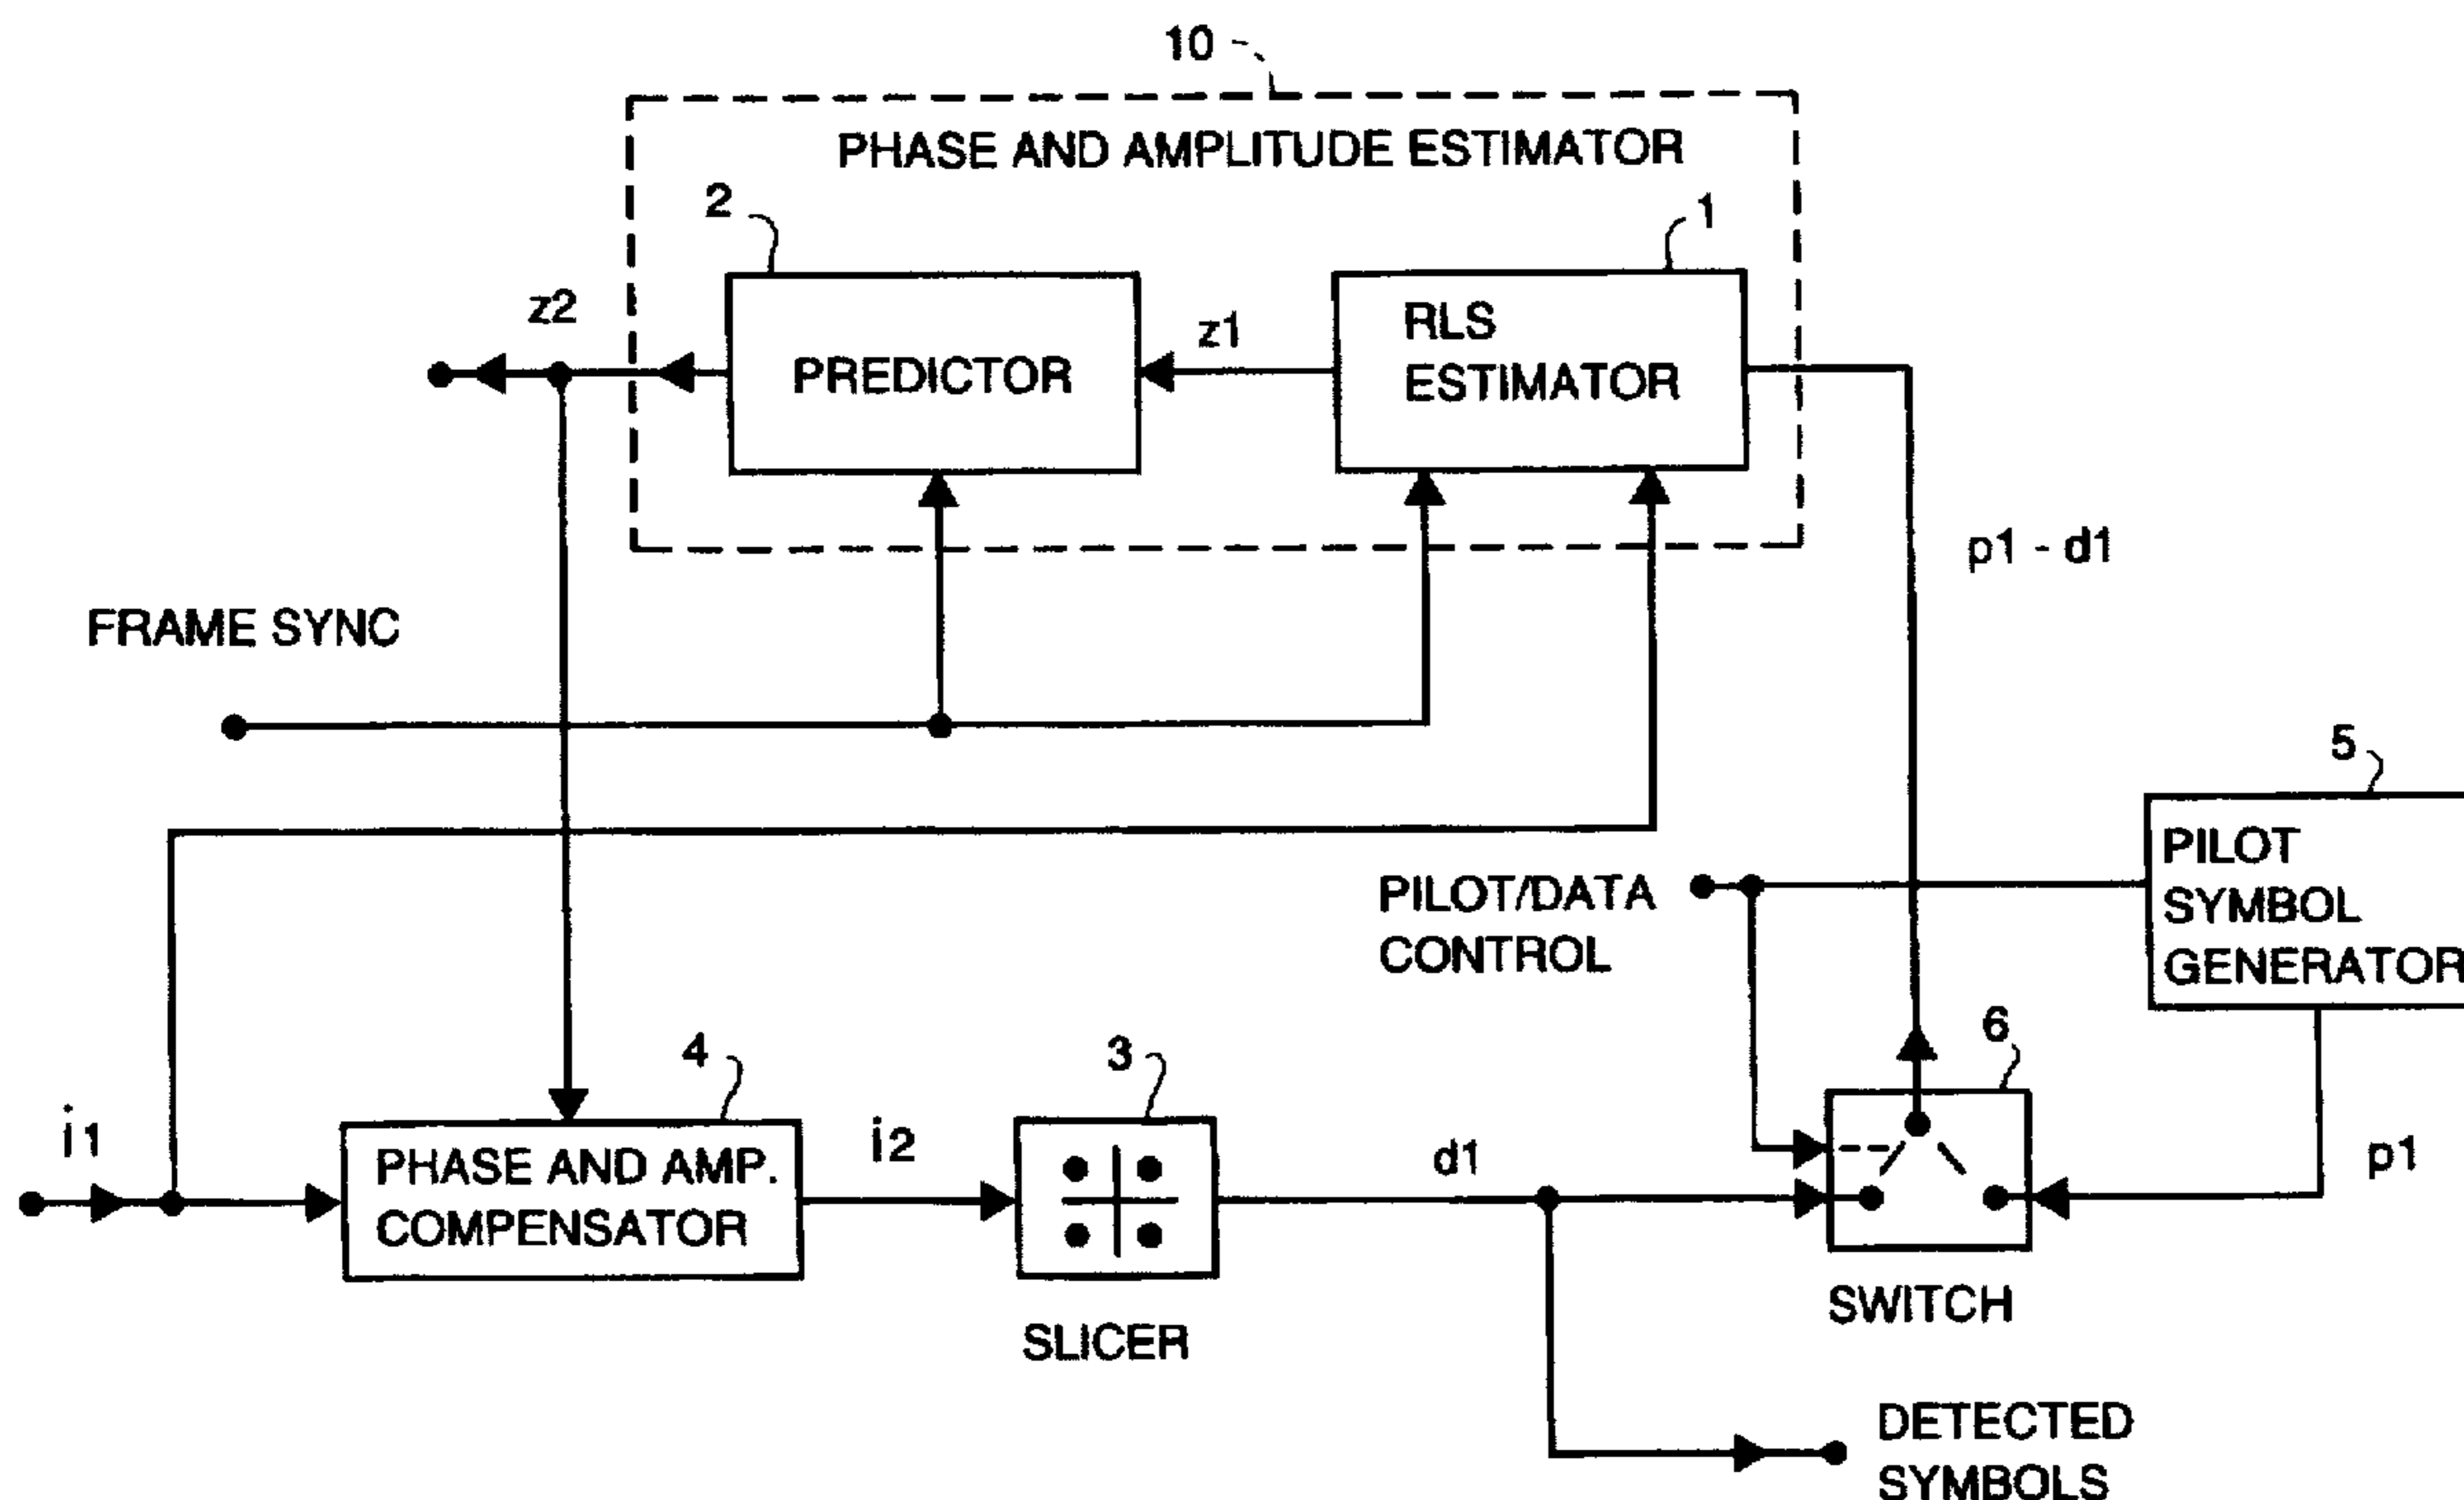 10
PHASE AND AMPLITUDE ESTIMATOR
2
1
z2
PREDICTOR
z1
RLS
ESTIMATOR
p1 - d1
FRAME SYNC
5
PILOT
SYMBOL
GENERATOR
PILOT/DATA
CONTROL
6
4
3
i1
PHASE AND AMP.
COMPENSATOR
i2
d1
p1
SLICER
SWITCH
DETECTED
SYMBOLS